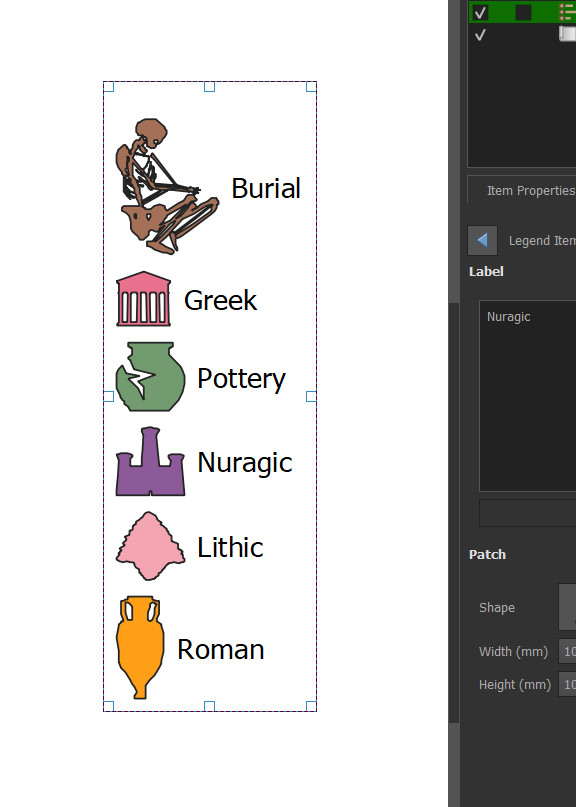 Burial
Greek
Pottery
Nuragic
Lithic
Roman
Item Properties
Legend Item
Label
Nuragic
Patch
Shape
Width (mm) 10
Height (mm) 10